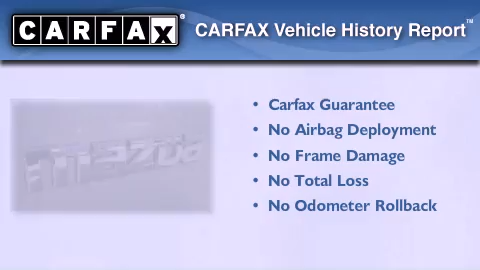 CARFAX® CARFAX Vehicle History Report™
mazda
• Carfax Guarantee
• No Airbag Deployment
• No Frame Damage
• No Total Loss
• No Odometer Rollback